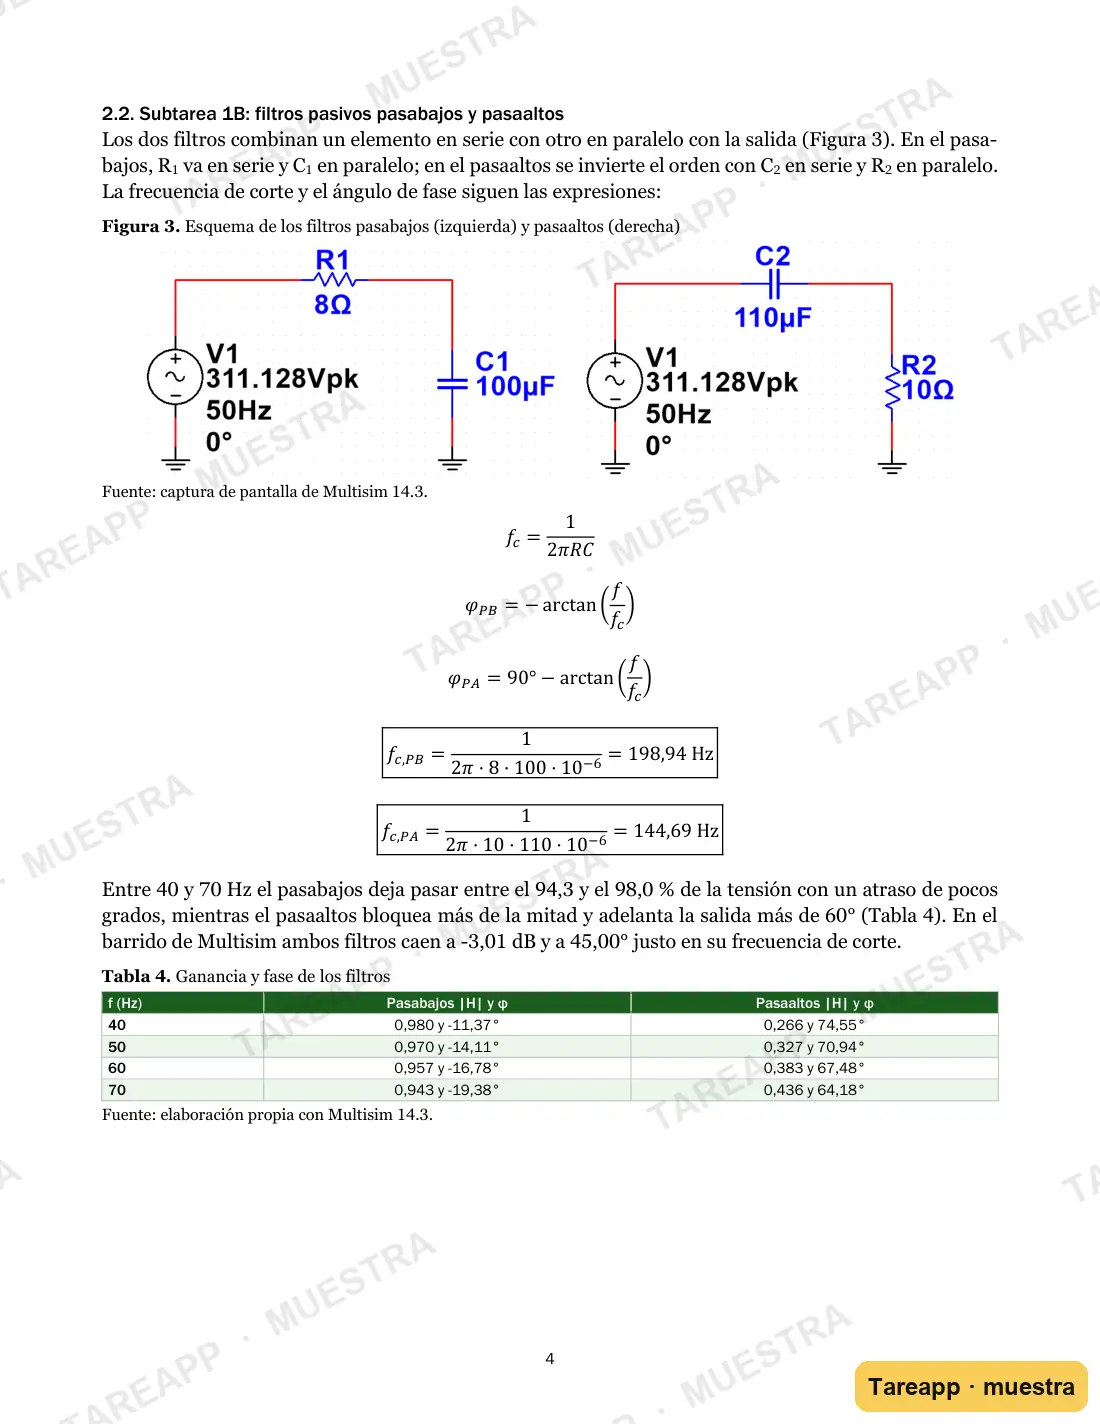 2.2. Subtarea 1B: filtros pasivos pasabajos y pasaaltos
Los dos filtros combinan un elemento en serie con otro en paralelo con la salida (Figura 3). En el pasa-
bajos, R₁ va en serie y C₁ en paralelo; en el pasaaltos se invierte el orden con C₂ en serie y R₂ en paralelo.
La frecuencia de corte y el ángulo de fase siguen las expresiones:
Figura 3. Esquema de los filtros pasabajos (izquierda) y pasaaltos (derecha)
R1
8Ω
V1
311.128Vpk
50Hz
0°
C1
100µF
C2
110µF
V1
311.128Vpk
50Hz
0°
R2
10Ω
Fuente: captura de pantalla de Multisim 14.3.
f_c = 1 / (2πRC)
φ_PB = − arctan (f / f_c)
φ_PA = 90° − arctan (f / f_c)
f_c,PB = 1 / (2π · 8 · 100 · 10⁻⁶) = 198,94 Hz
f_c,PA = 1 / (2π · 10 · 110 · 10⁻⁶) = 144,69 Hz
Entre 40 y 70 Hz el pasabajos deja pasar entre el 94,3 y el 98,0 % de la tensión con un atraso de pocos
grados, mientras el pasaaltos bloquea más de la mitad y adelanta la salida más de 60° (Tabla 4). En el
barrido de Multisim ambos filtros caen a -3,01 dB y a 45,00° justo en su frecuencia de corte.
Tabla 4. Ganancia y fase de los filtros
f (Hz) Pasabajos |H| y φ Pasaaltos |H| y φ
40 0,980 y -11,37° 0,266 y 74,55°
50 0,970 y -14,11° 0,327 y 70,94°
60 0,957 y -16,78° 0,383 y 67,48°
70 0,943 y -19,38° 0,436 y 64,18°
Fuente: elaboración propia con Multisim 14.3.
4
Tareapp · muestra
TAREAPP · MUESTRA